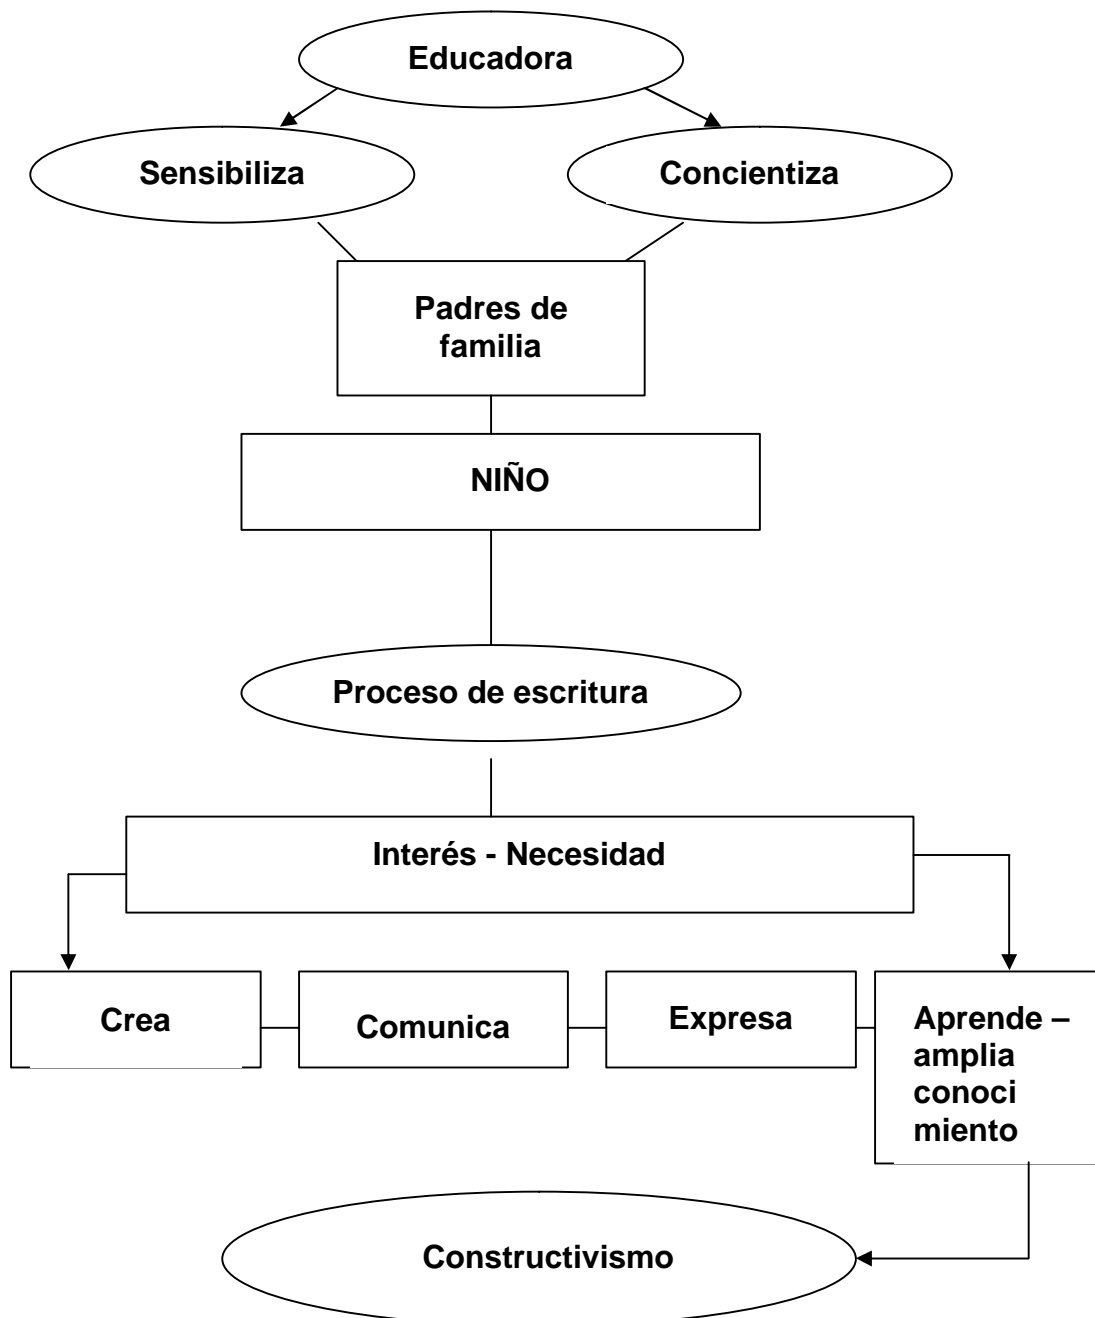 Educadora
Sensibiliza
Concientiza
Padres de
familia
NIÑO
Proceso de escritura
Interés - Necesidad
Crea
Comunica
Expresa
Aprende –
amplia
conoci
miento
Constructivismo